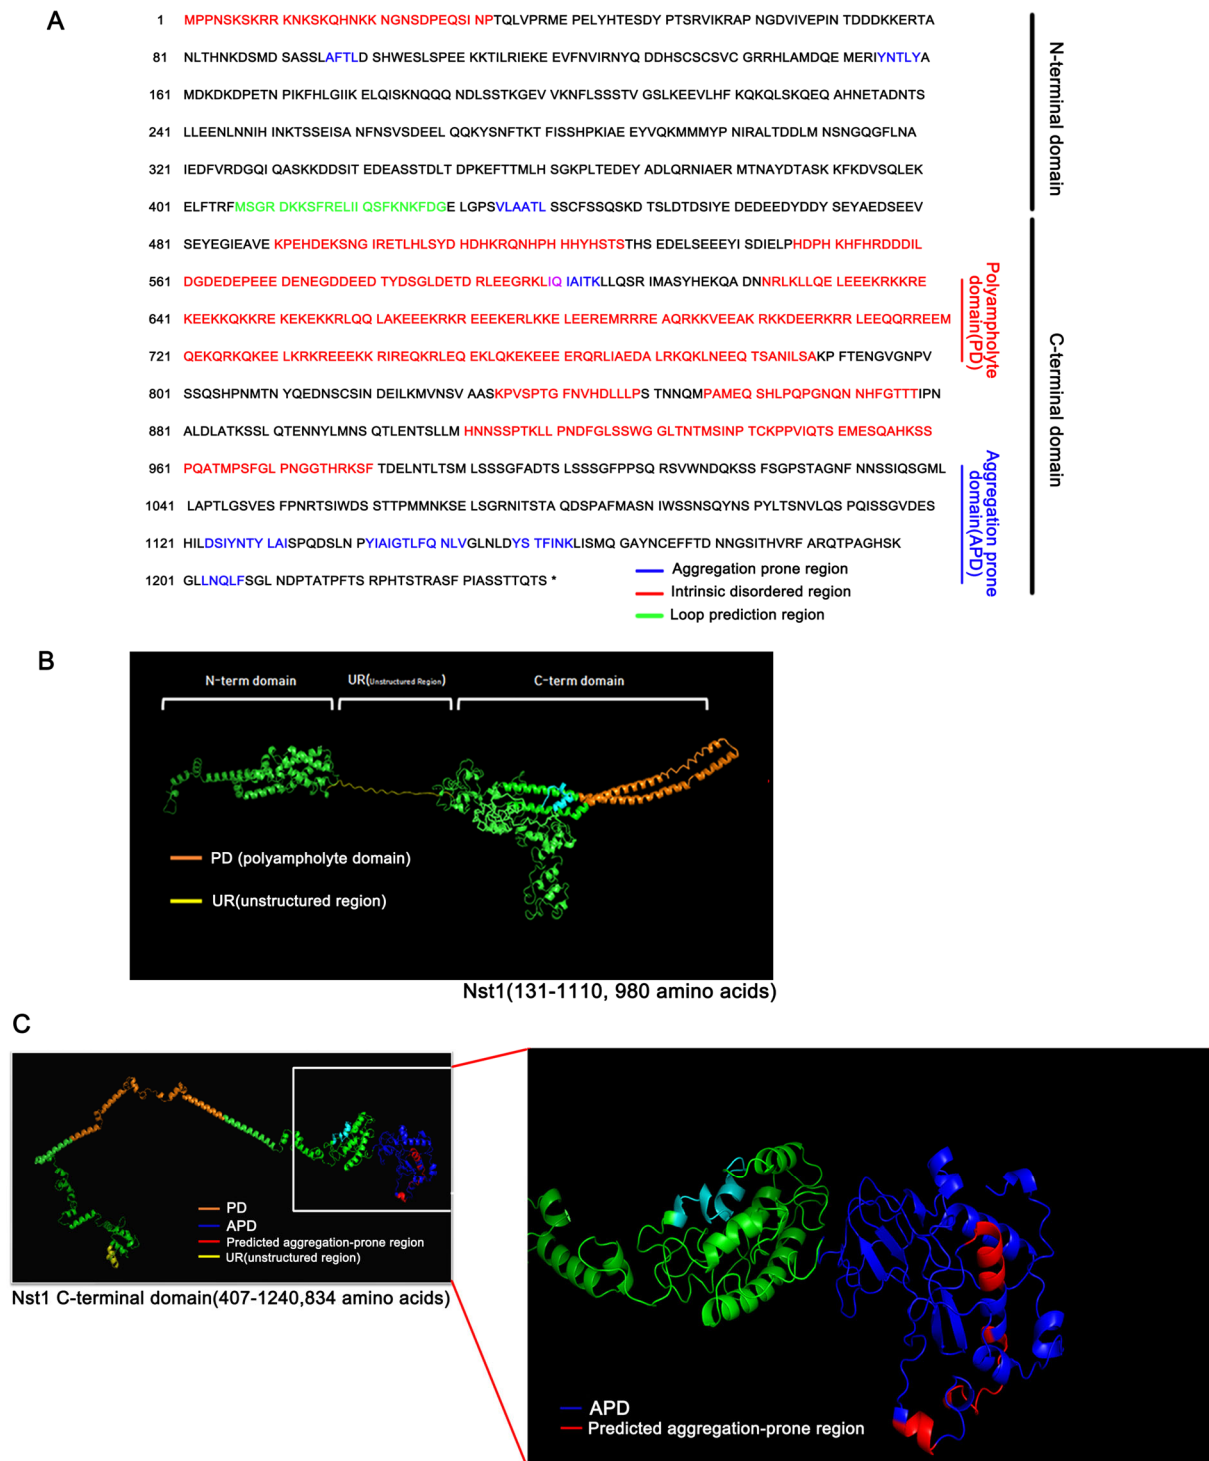 A
1 MPPNSKSKRR KNKSKQHNKK NGNSDPEQSI NPTQLVPRME PELYHTESDY PTSRVIKRAP NGDVIVEPIN TDDDKKERTA
81 NLTHNKDSMD SASSLAFTLD SHWESLSPEE KKTILRIEKE EVFNVIRNYQ DDHSCSCSVC GRRHLAMDQE MERIYNTLYA
161 MDKDKDPETN PIKFHLGIIK ELQISKNQQQ NDLSSTKGEV VKNFLSSSTV GSLKEEVLHF KQKQLSKQEQ AHNETADNTS
241 LLEENLNNIH INKTSSEISA NFNSVSDEEL QQKYSNFTKT FISSHPKIAE EYVQKMMMYP NIRALTDDLM NSNGQGFLNA
321 IEDFVRDGQI QASKKDDSIT EDEASSTDLT DPKEFTTMLH SGKPLTEDEY ADLQRNIAER MTNAYDTASK KFKDVSQLEK
401 ELFTRFMSGR DKKSFRELII QSFKNKFDGE LGPSVLAATL SSCFSSQSKD TSLDTDSIYE DEDEEDYDDY SEYAEDSEEV
481 SEYEGIEAVE KPEHDEKSNG IRETLHLSYD HDHKRQNHPH HHYHSTSTHS EDELSEEEYI SDIELPHDPH KHFHRDDDIL
561 DGDEDEPEEE DENEGDDEED TYDSGLDETD RLEEGRKLIQ IAITKLLQSR IMASYHEKQA DNNRLKLLQE LEEEKRKKRE
641 KEEKKQKKRE KEKEKKRLQQ LAKEEEKRKR EEEKERLKKE LEEREMRRRE AQRKKVEEAK RKKDEERKRR LEEQQRREEM
721 QEKQRKQKEE LKRKREEEKK RIREQKRLEQ EKLQKEKEEE ERQRLIAEDA LRKQKLNEEQ TSANILSAKP FTENGVGNPV
801 SSQSHPNMTN YQEDNSCSIN DEILKMVNSV AASKPVSPTG FNVHDLLLPS TNNQMPAMEQ SHLPQPGNQN NHFGTTTIPN
881 ALDLATKSSL QTENNYLMNS QTLENTSLLM HNNSSPTKLL PNDFGLSSWG GLTNTMSINP TCKPPVIQTS EMESQAHKSS
961 PQATMPSFGL PNGGTHRKSF TDELNTLTSM LSSSGFADTS LSSSGFPPSQ RSVWNDQKSS FSGPSTAGNF NNSSIQSGML
1041 LAPTLGSVES FPNRTSIWDS STTPMMNKSE LSGRNITSTA QDSPAFMASN IWSSNSQYNS PYLTSNVLQS PQISSGVDES
1121 HILDSIYNTY LAISPQDSLN PYIAIGTLFQ NLVGLNLDYS TFINKLISMQ GAYNCEFFTD NNGSITHVRF ARQTPAGHSK
1201 GLLNQLFSGL NDPTATPFTS RPHTSTRASF PIASSTTQTS *
N-terminal domain
C-terminal domain
Polyampholyte
domain(PD)
Aggregation prone
domain(APD)
Aggregation prone region
Intrinsic disordered region
Loop prediction region
B
N-term domain
UR(Unstructured Region)
C-term domain
PD (polyampholyte domain)
UR(unstructured region)
Nst1(131-1110, 980 amino acids)
C
PD
APD
Predicted aggregation-prone region
UR(unstructured region)
Nst1 C-terminal domain(407-1240,834 amino acids)
APD
Predicted aggregation-prone region